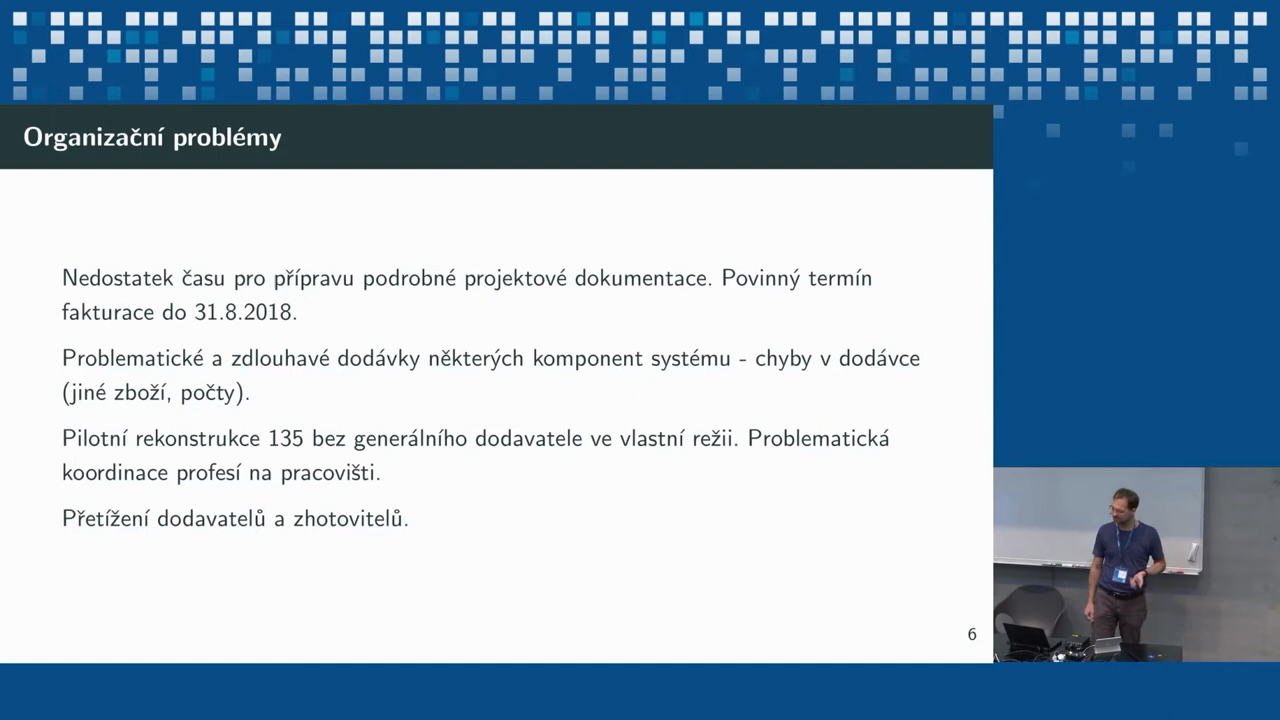 Organizační problémy
Nedostatek času pro přípravu podrobné projektové dokumentace. Povinný termín
fakturace do 31.8.2018.
Problematické a zdlouhavé dodávky některých komponent systému - chyby v dodávce
(jiné zboží, počty).
Pilotní rekonstrukce 135 bez generálního dodavatele ve vlastní režii. Problematická
koordinace profesí na pracovišti.
Přetížení dodavatelů a zhotovitelů.
6